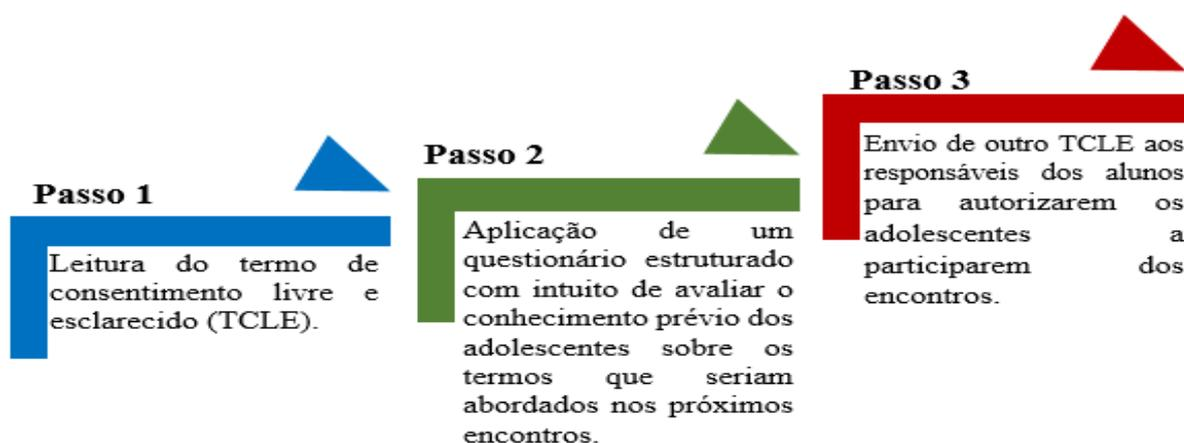 Passo 1
Leitura do termo de
consentimento livre e
esclarecido (TCLE).
Passo 2
Aplicação de um
questionário estruturado
com intuito de avaliar o
conhecimento prévio dos
adolescentes sobre os
termos que seriam
abordados nos próximos
encontros.
Passo 3
Envio de outro TCLE aos
responsáveis dos alunos
para autorizarem os
adolescentes a
participarem dos
encontros.